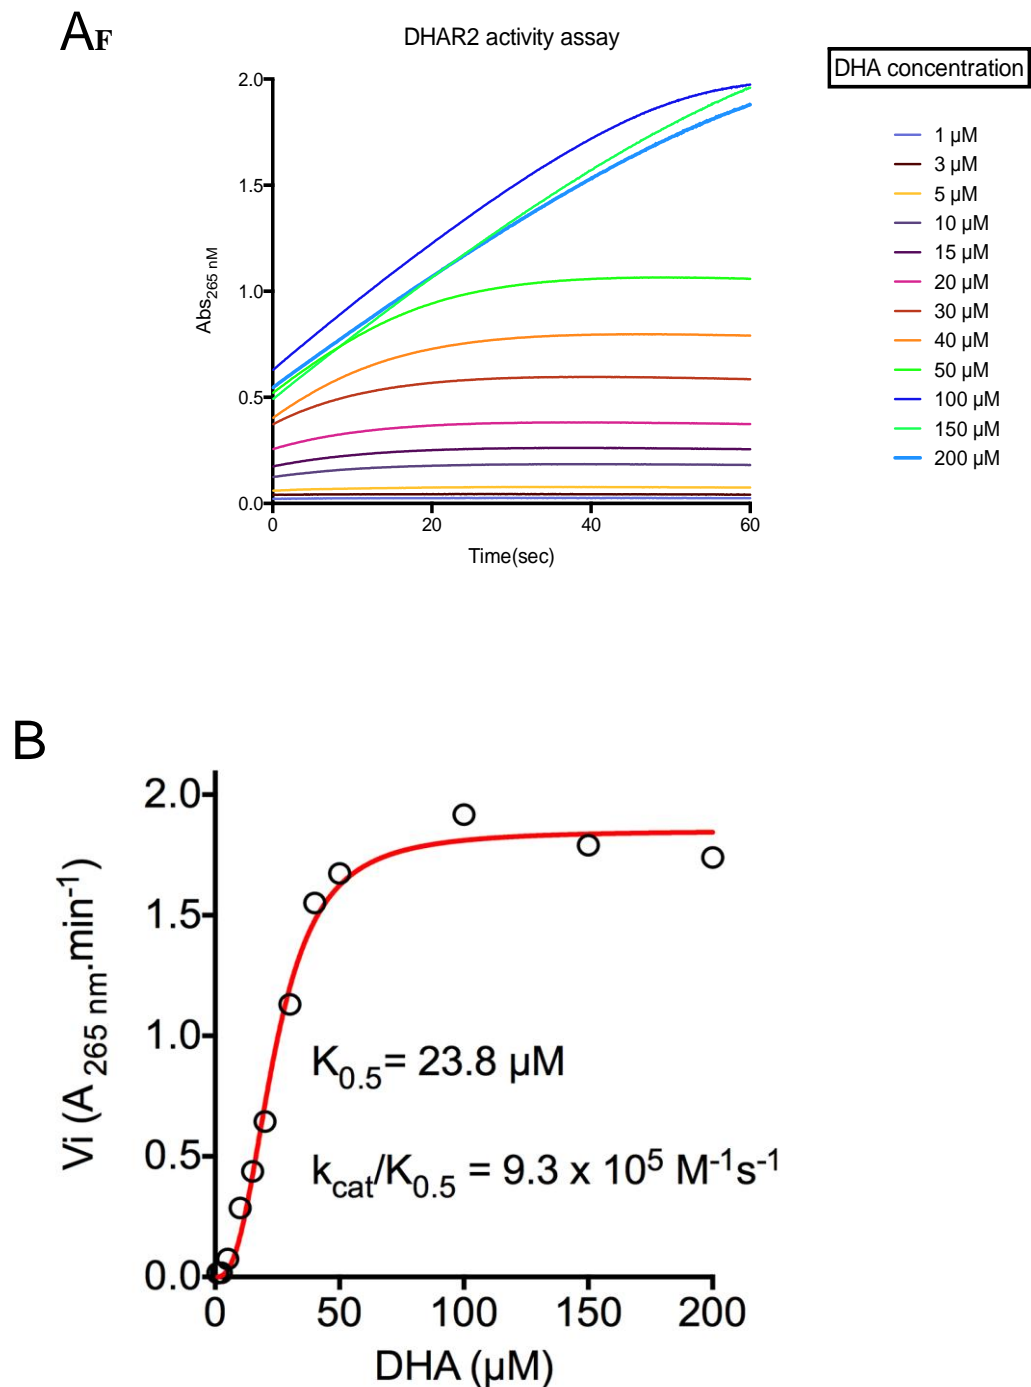 AF
DHAR2 activity assay
DHA concentration
2.0
1.5
1.0
0.5
0.0
Abs265 nM
0 20 40 60
Time(sec)
1 µM
3 µM
5 µM
10 µM
15 µM
20 µM
30 µM
40 µM
50 µM
100 µM
150 µM
200 µM
B
2.0
1.5
1.0
0.5
0.0
Vi (A 265 nm.min-1)
K0.5= 23.8 µM
kcat/K0.5 = 9.3 x 10⁵ M-1s-1
0 50 100 150 200
DHA (µM)